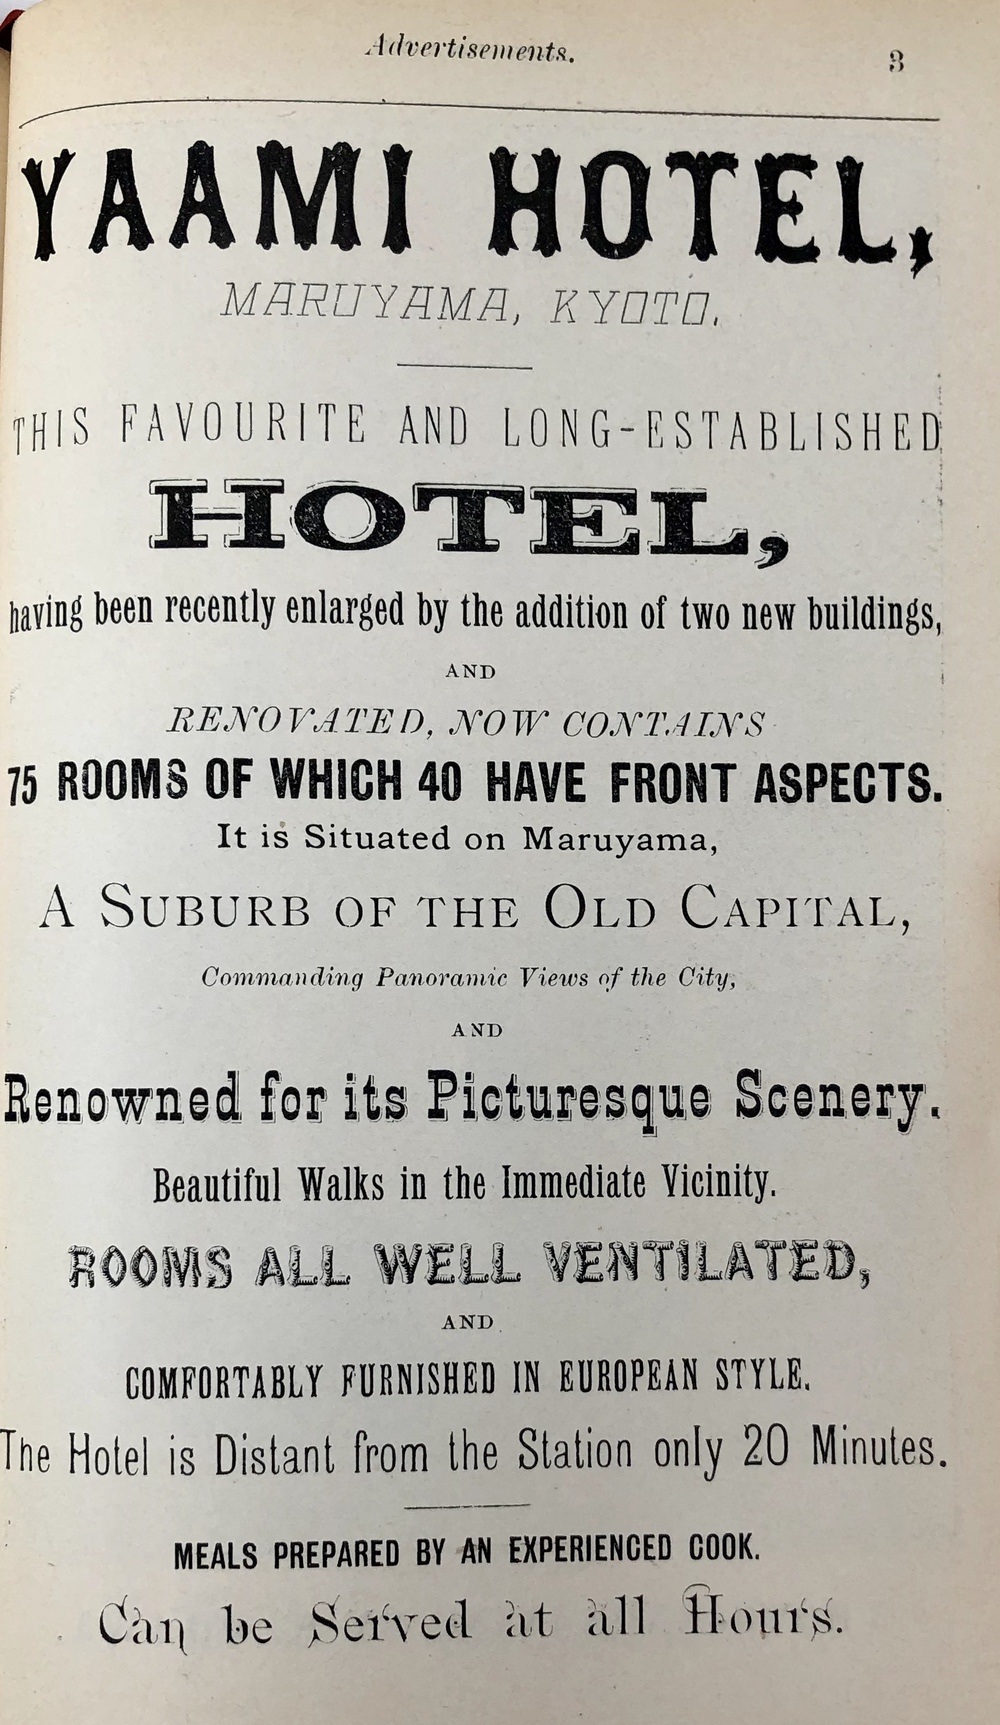 Advertisements. 3
YAAMI HOTEL,
MARUYAMA, KYOTO.
THIS FAVOURITE AND LONG-ESTABLISHED
HOTEL,
having been recently enlarged by the addition of two new buildings,
AND
RENOVATED, NOW CONTAINS
75 ROOMS OF WHICH 40 HAVE FRONT ASPECTS.
It is Situated on Maruyama,
A SUBURB OF THE OLD CAPITAL,
Commanding Panoramic Views of the City,
AND
Renowned for its Picturesque Scenery.
Beautiful Walks in the Immediate Vicinity.
ROOMS ALL WELL VENTILATED,
AND
COMFORTABLY FURNISHED IN EUROPEAN STYLE.
The Hotel is Distant from the Station only 20 Minutes.
MEALS PREPARED BY AN EXPERIENCED COOK.
Can be Served at all Hours.